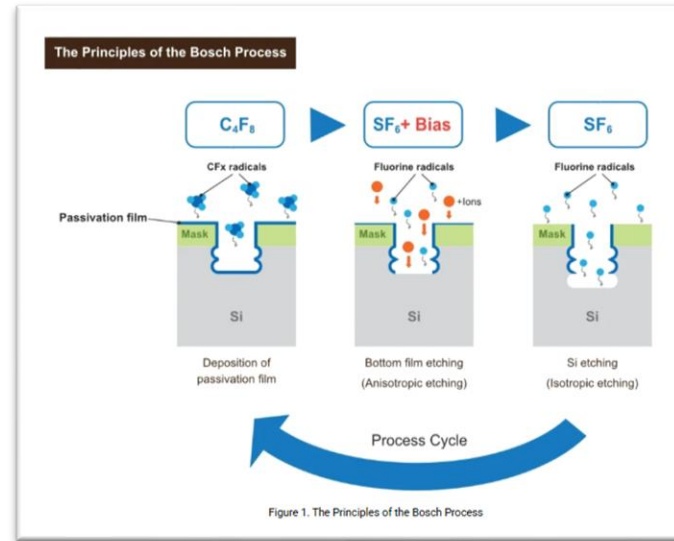 The Principles of the Bosch Process
C₄F₈
SF₆+ Bias
SF₆
CFx radicals
Fluorine radicals
Fluorine radicals
+Ions
Passivation film
Mask
Mask
Mask
Si
Si
Si
Deposition of
passivation film
Bottom film etching
(Anisotropic etching)
Si etching
(Isotropic etching)
Process Cycle
Figure 1. The Principles of the Bosch Process